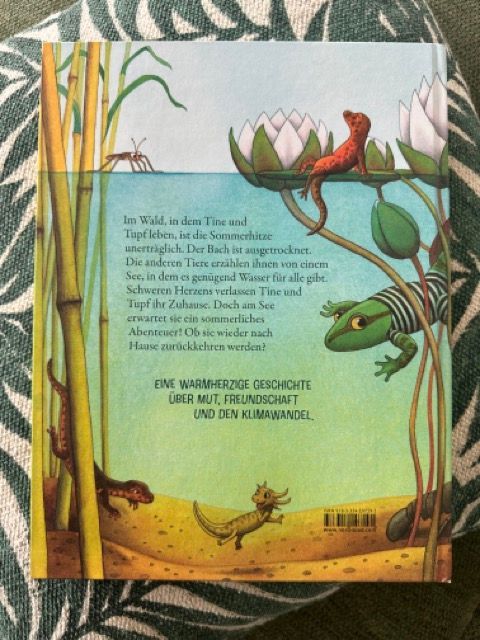 Im Wald, in dem Tine und
Tupf leben, ist die Sommerhitze
unerträglich. Der Bach ist ausgetrocknet.
Die anderen Tiere erzählen ihnen von einem
See, in dem es genügend Wasser für alle gibt.
Schweren Herzens verlassen Tine und
Tupf ihr Zuhause. Doch am See
erwartet sie ein sommerliches
Abenteuer! Ob sie wieder nach
Hause zurückkehren werden?
EINE WARMHERZIGE GESCHICHTE
ÜBER MUT, FREUNDSCHAFT
UND DEN KLIMAWANDEL.